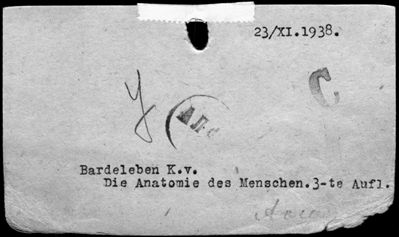 23/XI.1938.
C
Bardeleben K.v.
Die Anatomie des Menschen.3-te Aufl.